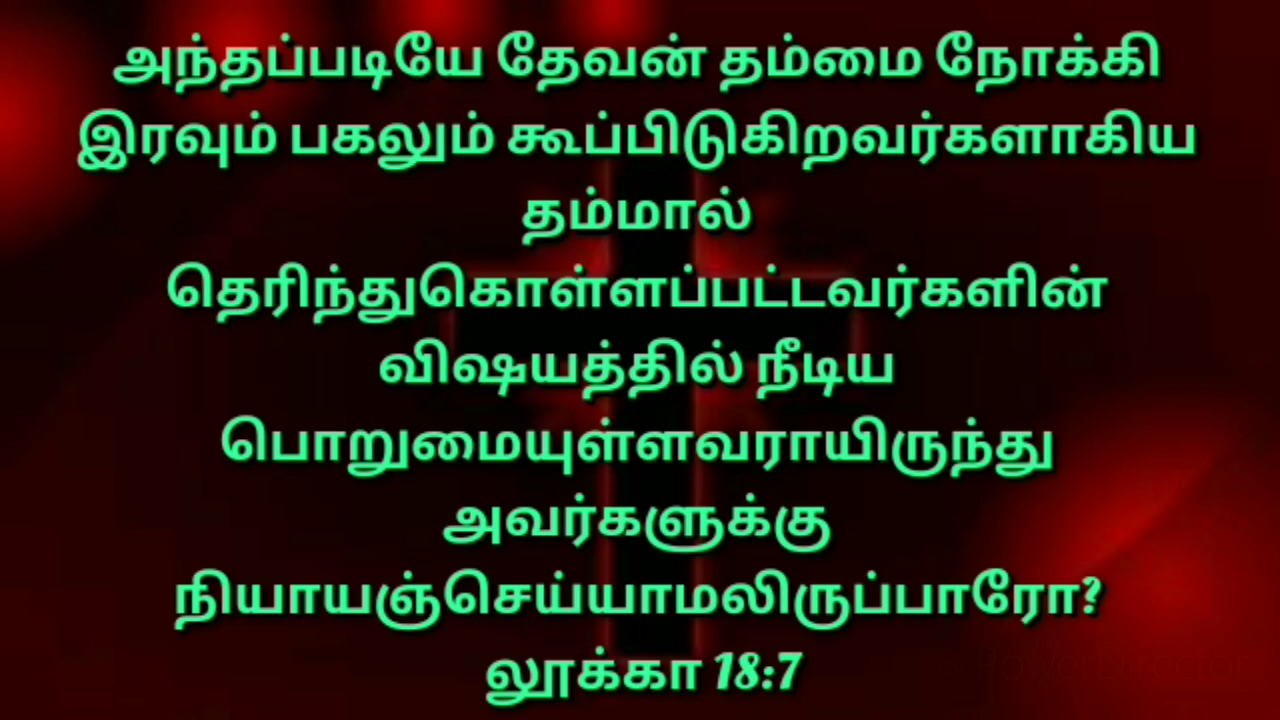 அந்தப்படியே தேவன் தம்மை நோக்கி
இரவும் பகலும் கூப்பிடுகிறவர்களாகிய
தம்மால்
தெரிந்துகொள்ளப்பட்டவர்களின்
விஷயத்தில் நீடிய
பொறுமையுள்ளவராயிருந்து
அவர்களுக்கு
நியாயஞ்செய்யாமலிருப்பாரோ?
லூக்கா 18:7
PowerDirector